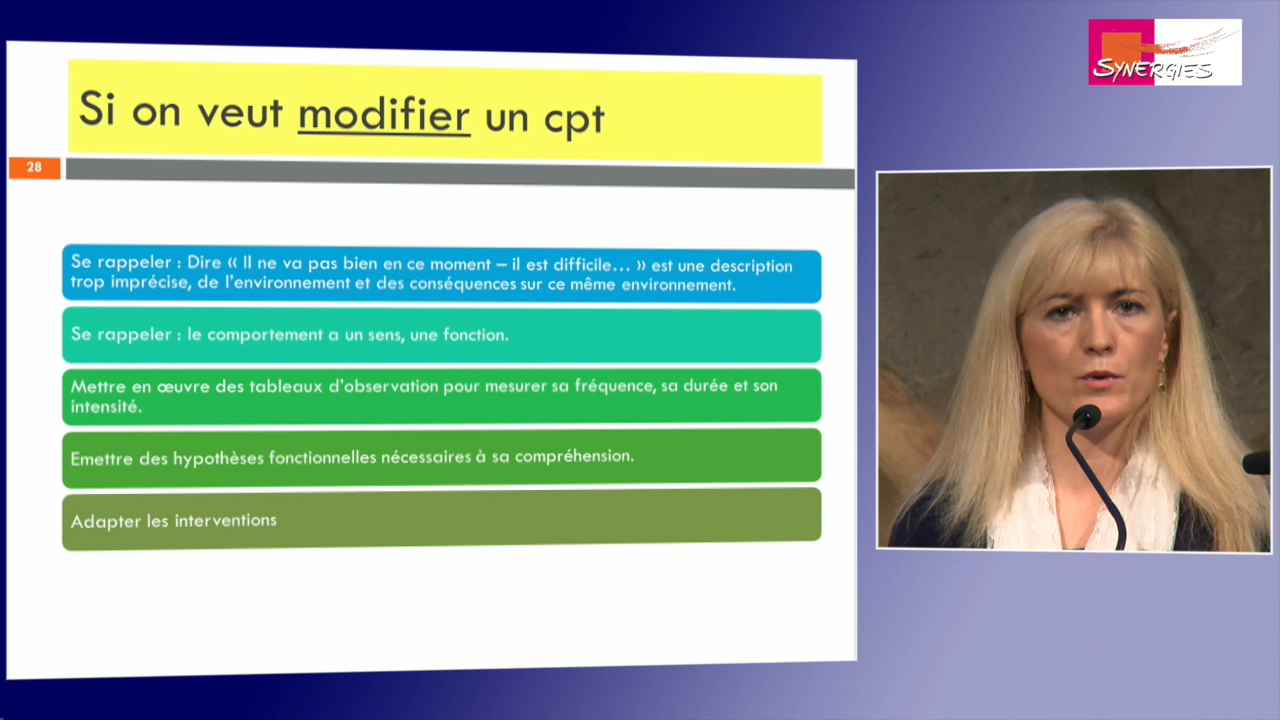 SYNERGIES
Si on veut modifier un cpt
28
Se rappeler : Dire « Il ne va pas bien en ce moment – il est difficile… » est une description
trop imprécise, de l'environnement et des conséquences sur ce même environnement.
Se rappeler : le comportement a un sens, une fonction.
Mettre en œuvre des tableaux d'observation pour mesurer sa fréquence, sa durée et son
intensité.
Emettre des hypothèses fonctionnelles nécessaires à sa compréhension.
Adapter les interventions